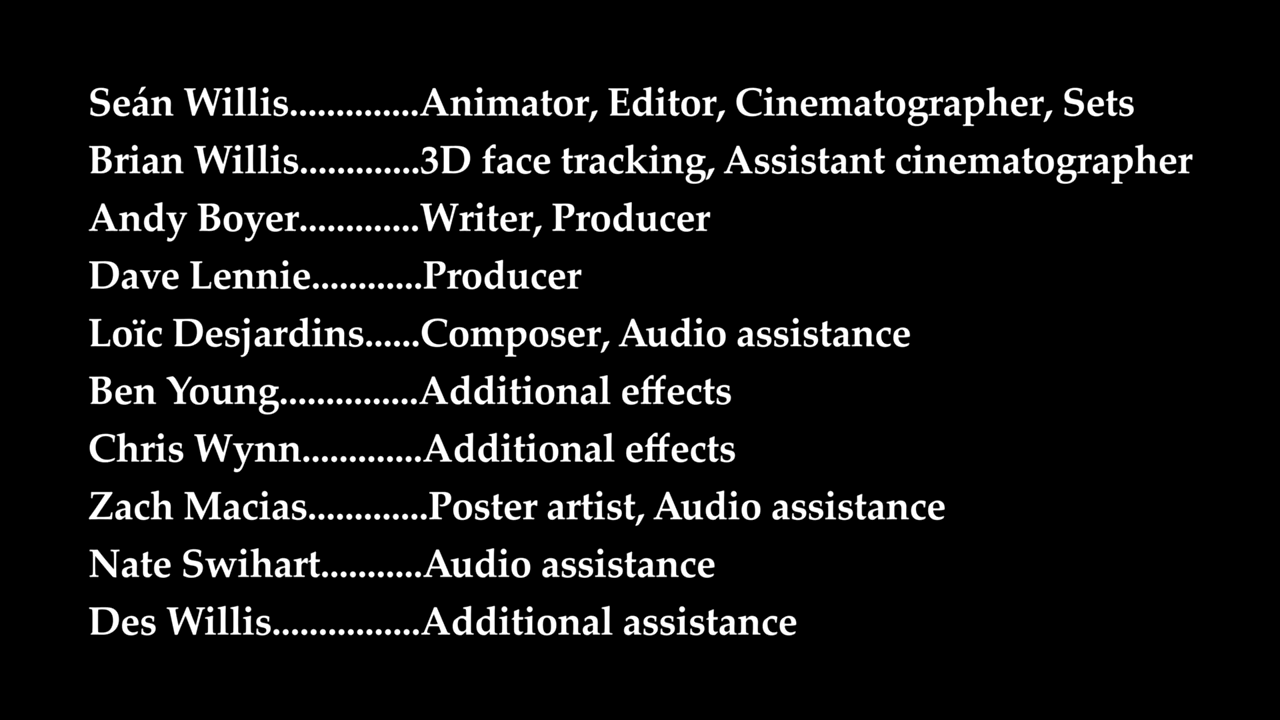 Seán Willis..............Animator, Editor, Cinematographer, Sets
Brian Willis.............3D face tracking, Assistant cinematographer
Andy Boyer.............Writer, Producer
Dave Lennie............Producer
Loïc Desjardins......Composer, Audio assistance
Ben Young...............Additional effects
Chris Wynn.............Additional effects
Zach Macias.............Poster artist, Audio assistance
Nate Swihart...........Audio assistance
Des Willis................Additional assistance